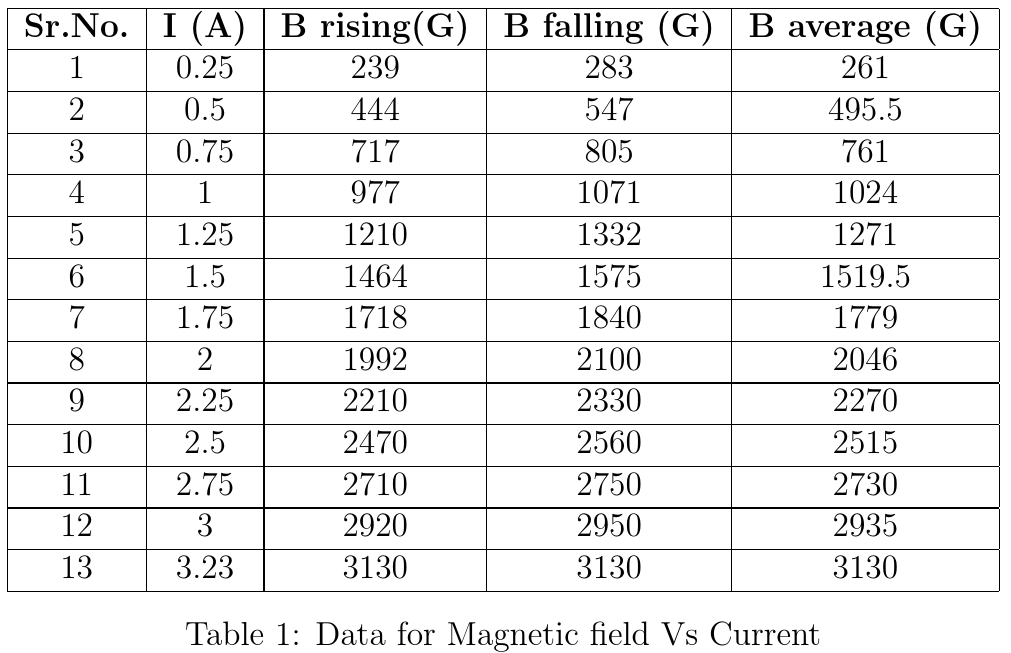 Sr.No. I (A) B rising(G) B falling (G) B average (G)
1 0.25 239 283 261
2 0.5 444 547 495.5
3 0.75 717 805 761
4 1 977 1071 1024
5 1.25 1210 1332 1271
6 1.5 1464 1575 1519.5
7 1.75 1718 1840 1779
8 2 1992 2100 2046
9 2.25 2210 2330 2270
10 2.5 2470 2560 2515
11 2.75 2710 2750 2730
12 3 2920 2950 2935
13 3.23 3130 3130 3130
Table 1: Data for Magnetic field Vs Current